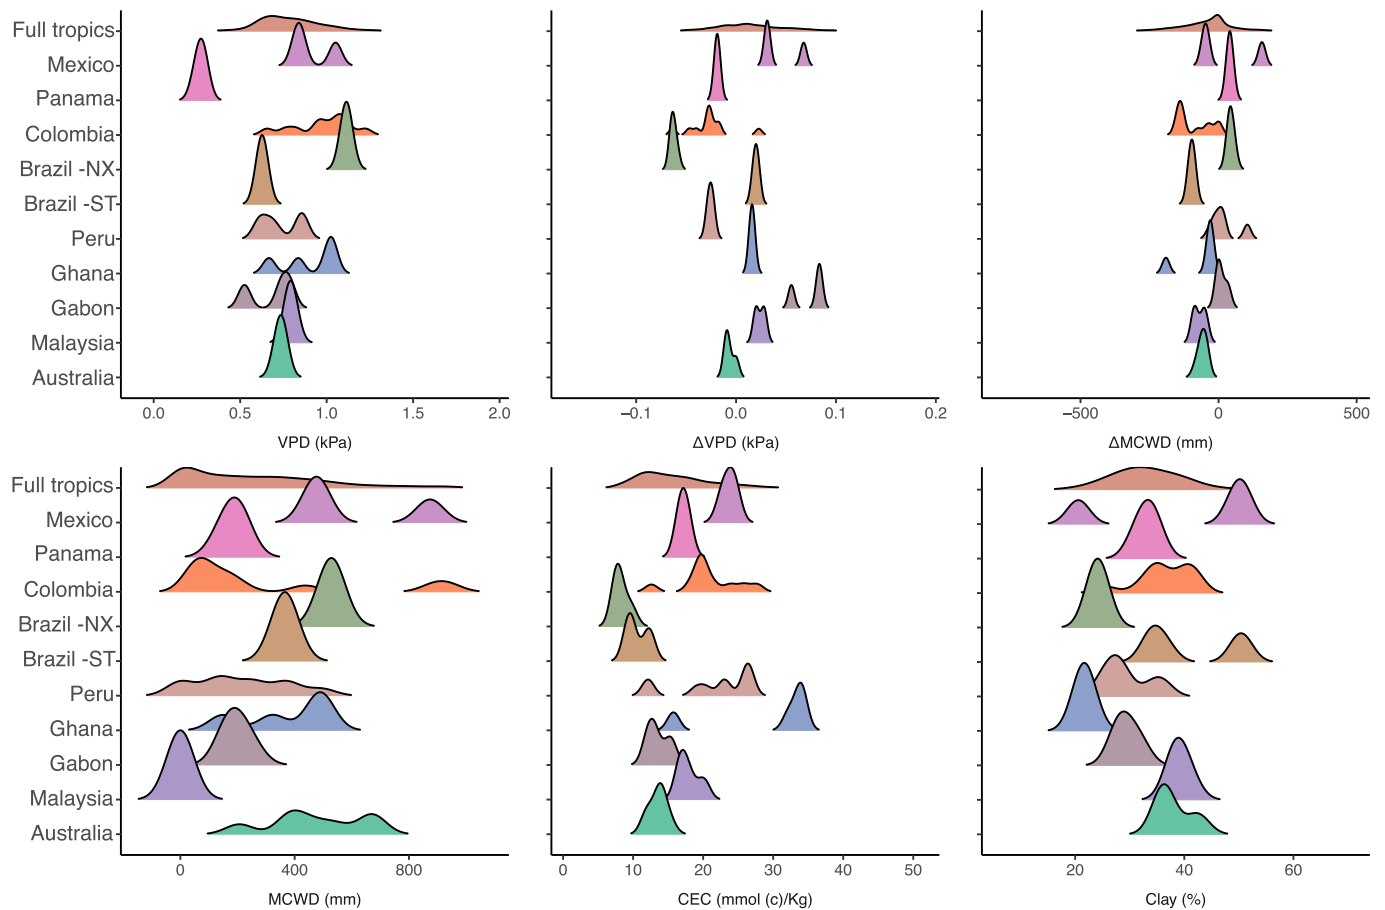 Full tropics
Mexico
Panama
Colombia
Brazil -NX
Brazil -ST
Peru
Ghana
Gabon
Malaysia
Australia
0.0 0.5 1.0 1.5 2.0
VPD (kPa)
−0.1 0.0 0.1 0.2
ΔVPD (kPa)
−500 0 500
ΔMCWD (mm)
Full tropics
Mexico
Panama
Colombia
Brazil -NX
Brazil -ST
Peru
Ghana
Gabon
Malaysia
Australia
0 400 800
MCWD (mm)
0 10 20 30 40 50
CEC (mmol (c)/Kg)
20 40 60
Clay (%)